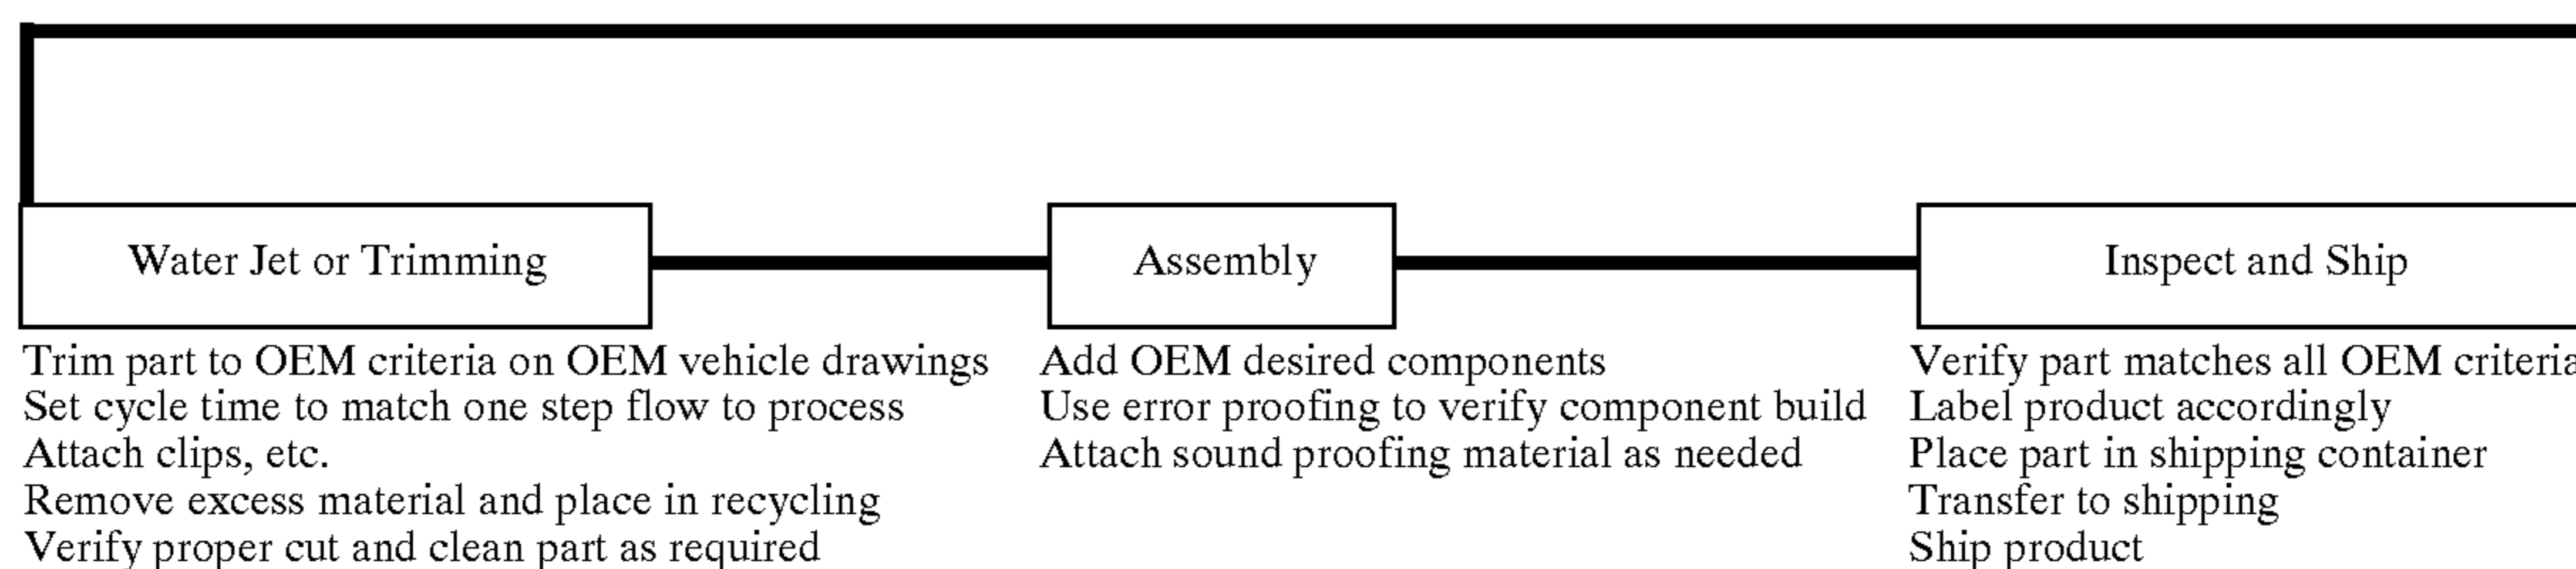 Water Jet or Trimming
Assembly
Inspect and Ship
Trim part to OEM criteria on OEM vehicle drawings
Set cycle time to match one step flow to process
Attach clips, etc.
Remove excess material and place in recycling
Verify proper cut and clean part as required
Add OEM desired components
Use error proofing to verify component build
Attach sound proofing material as needed
Verify part matches all OEM criteria
Label product accordingly
Place part in shipping container
Transfer to shipping
Ship product